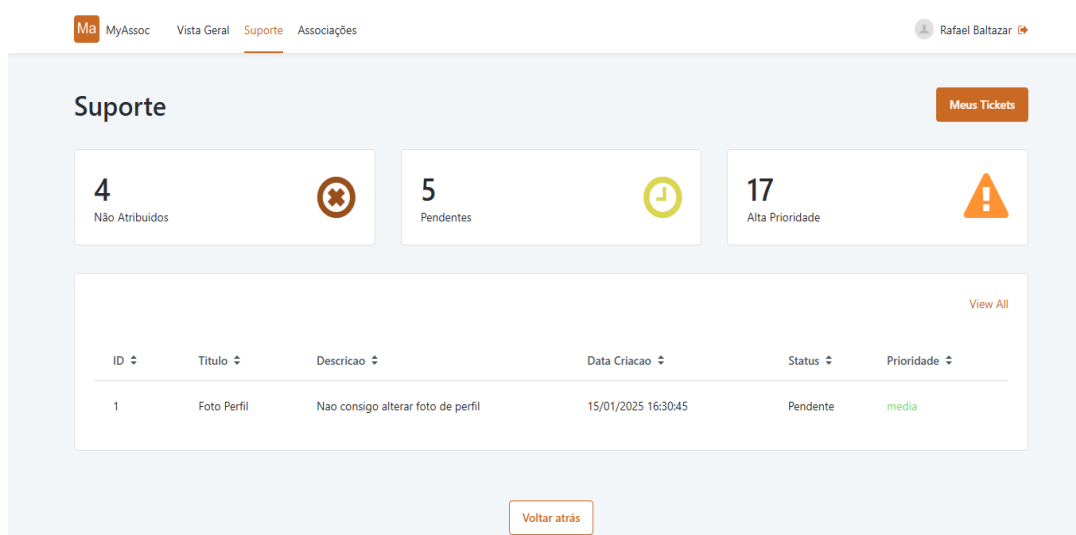 Ma MyAssoc Vista Geral Suporte Associações Rafael Baltazar
Suporte
Meus Tickets
4
Não Atribuidos
5
Pendentes
17
Alta Prioridade
View All
ID Titulo Descricao Data Criacao Status Prioridade
1 Foto Perfil Nao consigo alterar foto de perfil 15/01/2025 16:30:45 Pendente media
Voltar atrás